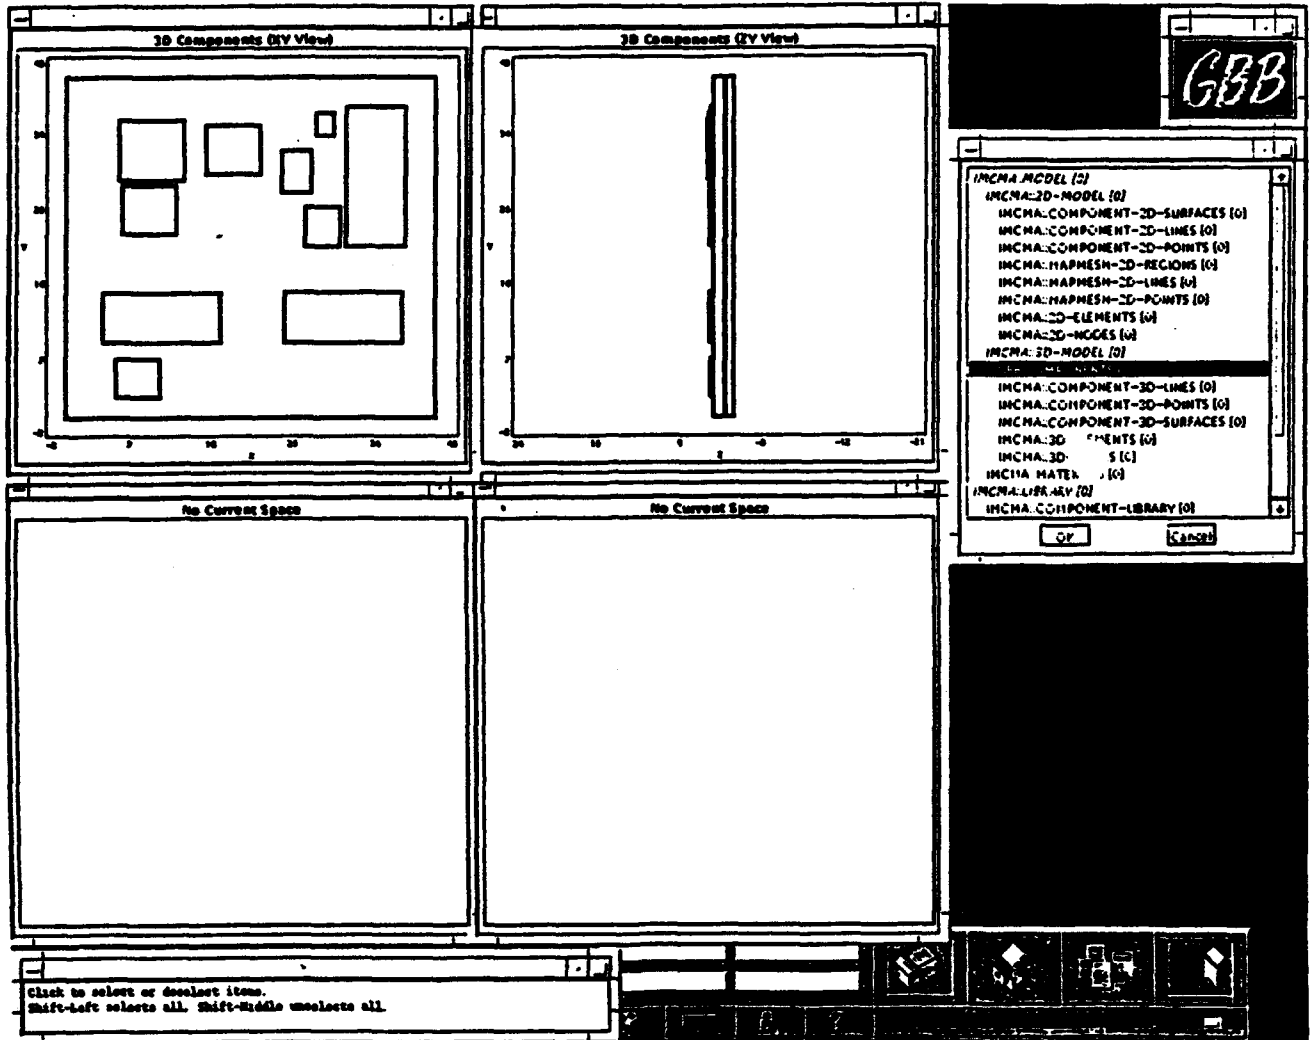 3D Components (XY View)
3D Components (ZY View)
GBB
IMCMA:MODEL [0]
IMCMA::2D-MODEL [0]
IMCMA::COMPONENT-2D-SURFACES [0]
IMCMA::COMPONENT-2D-LINES [0]
IMCMA::COMPONENT-2D-POINTS [0]
IMCMA::MAPMESH-2D-REGIONS [0]
IMCMA::MAPMESH-2D-LINES [0]
IMCMA::MAPMESH-2D-POINTS [0]
IMCMA::2D-ELEMENTS [0]
IMCMA::2D-NODES [0]
IMCMA::3D-MODEL [0]
IMCMA::COMPONENT-3D-LINES [0]
IMCMA::COMPONENT-3D-POINTS [0]
IMCMA::COMPONENT-3D-SURFACES [0]
IMCMA::LIBRARY [0]
IMCMA::COMPONENT-LIBRARY [0]
OK
Cancel
No Current Space
No Current Space
Click to select or deselect items.
Shift-Left selects all, Shift-Middle unselects all.